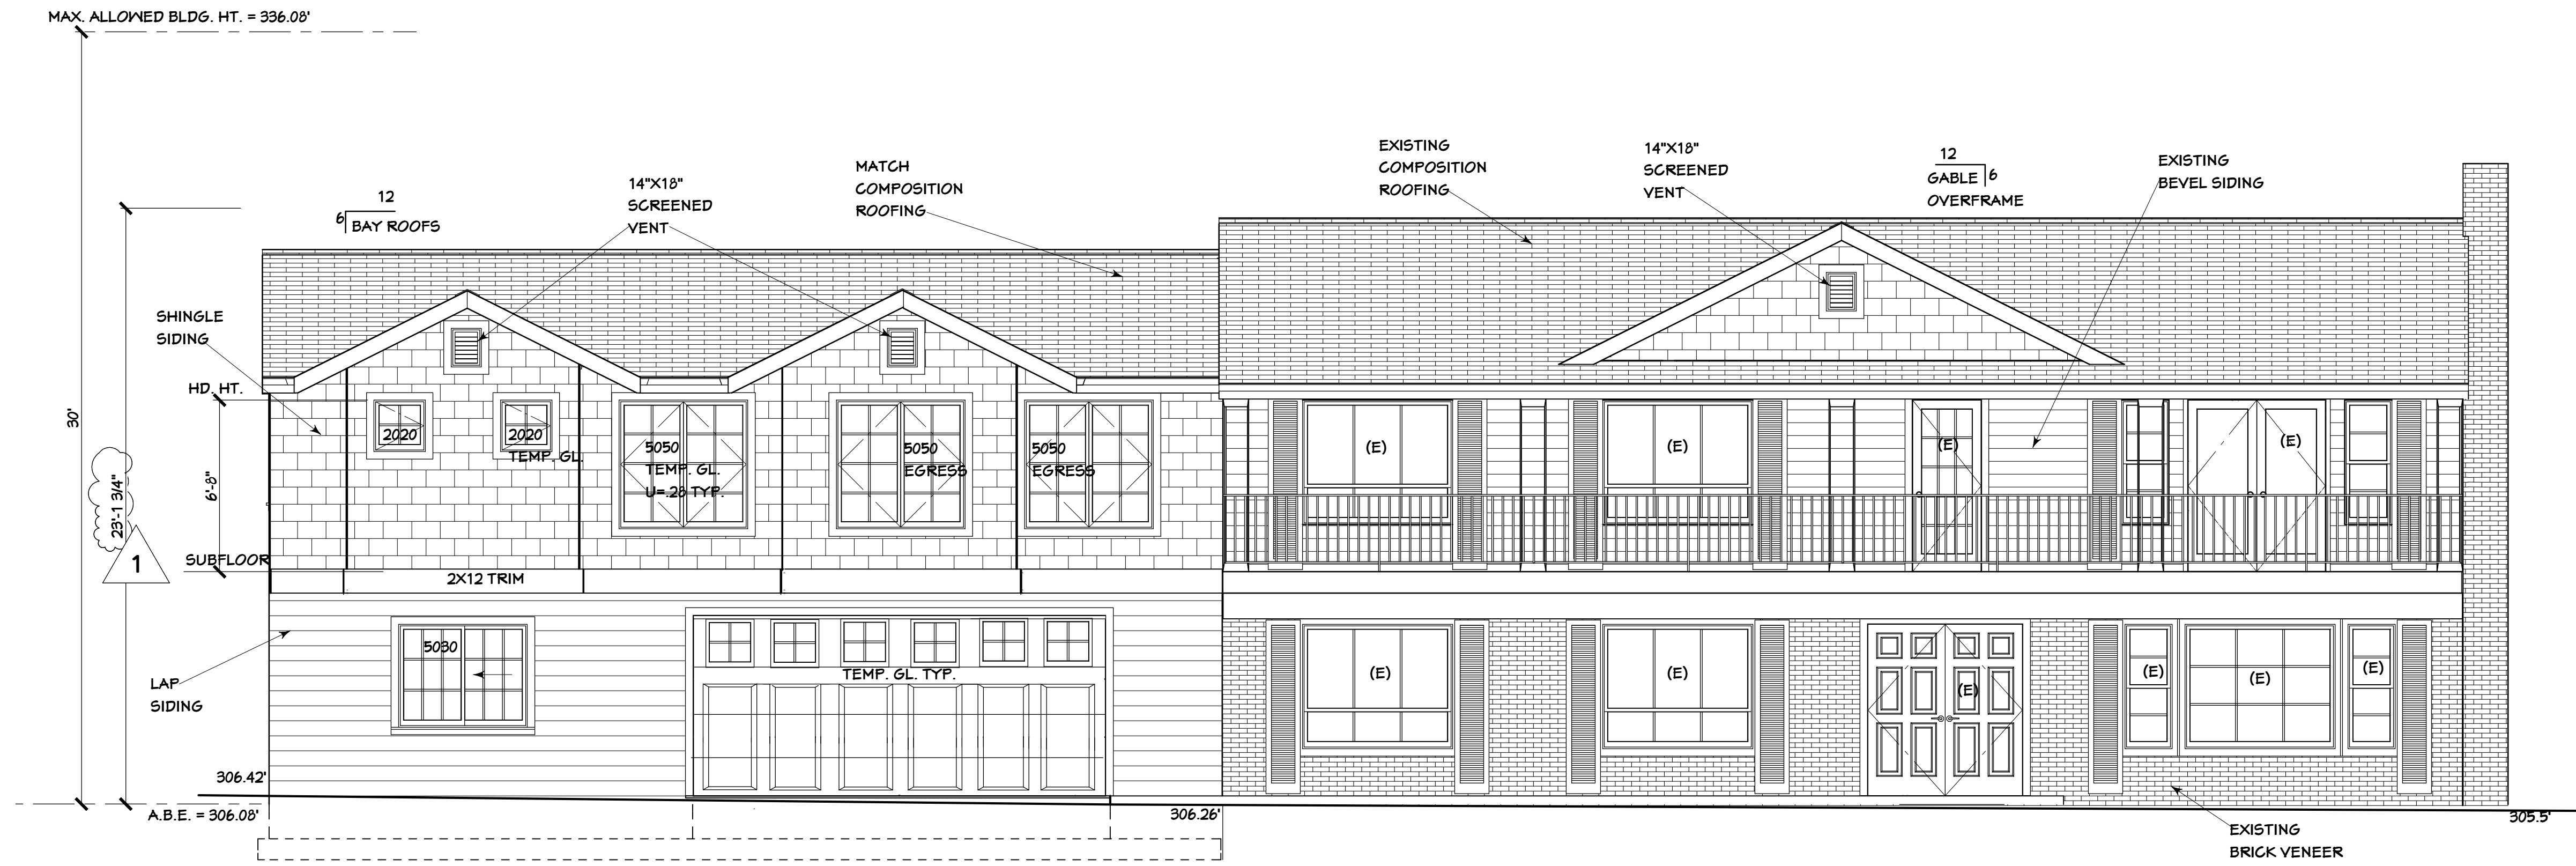 MAX. ALLOWED BLDG. HT. = 336.08'
30'
23'-1 3/4"
1
12
6
BAY ROOFS
14"X18"
SCREENED
VENT
MATCH
COMPOSITION
ROOFING
EXISTING
COMPOSITION
ROOFING
14"X18"
SCREENED
VENT
12
GABLE 6
OVERFRAME
EXISTING
BEVEL SIDING
SHINGLE
SIDING
HD. HT.
6'-8"
SUBFLOOR
2020
2020
TEMP. GL.
5050
TEMP. GL.
U=.28 TYP.
5050
EGRESS
5050
EGRESS
(E)
(E)
(E)
(E)
2X12 TRIM
5030
TEMP. GL. TYP.
LAP
SIDING
(E)
(E)
(E)
(E)
(E)
(E)
306.42'
A.B.E. = 306.08'
306.26'
305.5'
EXISTING
BRICK VENEER